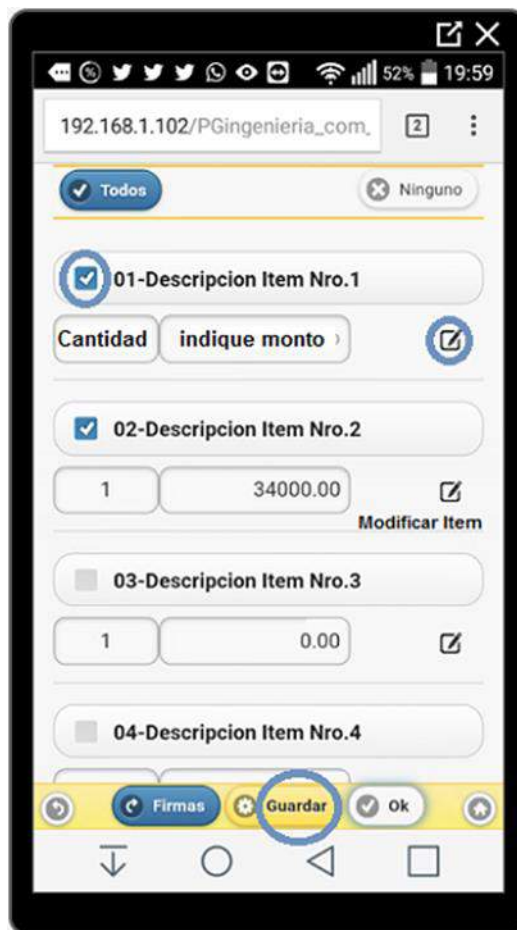 52% 19:59
192.168.1.102/PGingenieria_com_ 2
Todos Ninguno
01-Descripcion Item Nro.1
Cantidad indique monto
02-Descripcion Item Nro.2
1 34000.00
Modificar Item
03-Descripcion Item Nro.3
1 0.00
04-Descripcion Item Nro.4
Firmas Guardar Ok